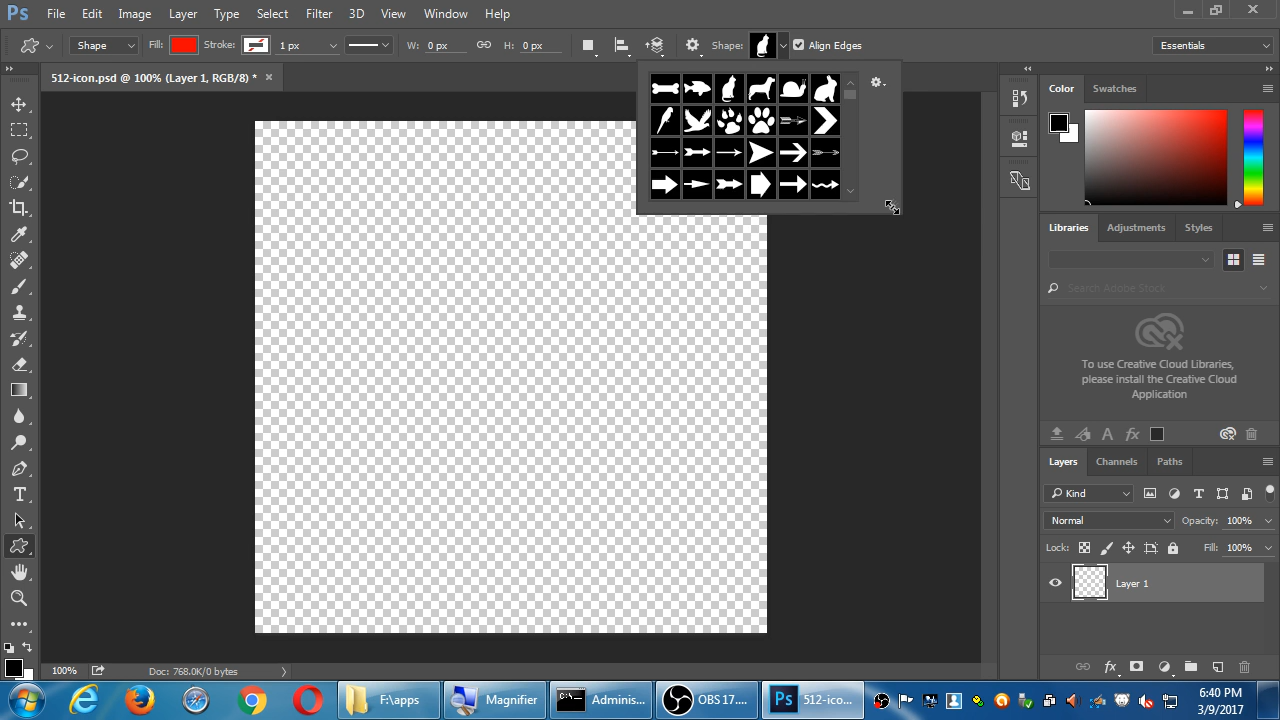 Ps File Edit Image Layer Type Select Filter 3D View Window Help
Shape Fill: Stroke: 1 px W: 0 px H: 0 px Shape: Align Edges Essentials
512-icon.psd @ 100% (Layer 1, RGB/8) * ×
Color Swatches
Libraries Adjustments Styles
Search Adobe Stock
To use Creative Cloud Libraries,
please install the Creative Cloud
Application
Layers Channels Paths
Kind
Normal Opacity: 100%
Lock: Fill: 100%
Layer 1
100% Doc: 768.0K/0 bytes
F:\apps Magnifier Adminis... OBS 17.... Ps 512-ico...
6:40 PM
3/9/2017